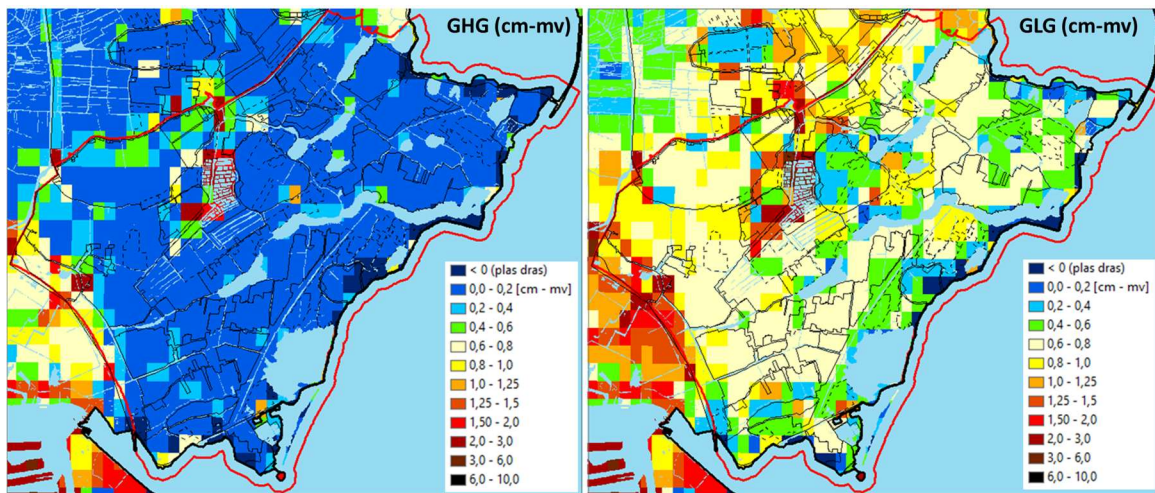 GHG (cm-mv)
< 0 (plas dras)
0,0 - 0,2 [cm - mv]
0,2 - 0,4
0,4 - 0,6
0,6 - 0,8
0,8 - 1,0
1,0 - 1,25
1,25 - 1,5
1,50 - 2,0
2,0 - 3,0
3,0 - 6,0
6,0 - 10,0
GLG (cm-mv)
< 0 (plas dras)
0,0 - 0,2 [cm - mv]
0,2 - 0,4
0,4 - 0,6
0,6 - 0,8
0,8 - 1,0
1,0 - 1,25
1,25 - 1,5
1,50 - 2,0
2,0 - 3,0
3,0 - 6,0
6,0 - 10,0